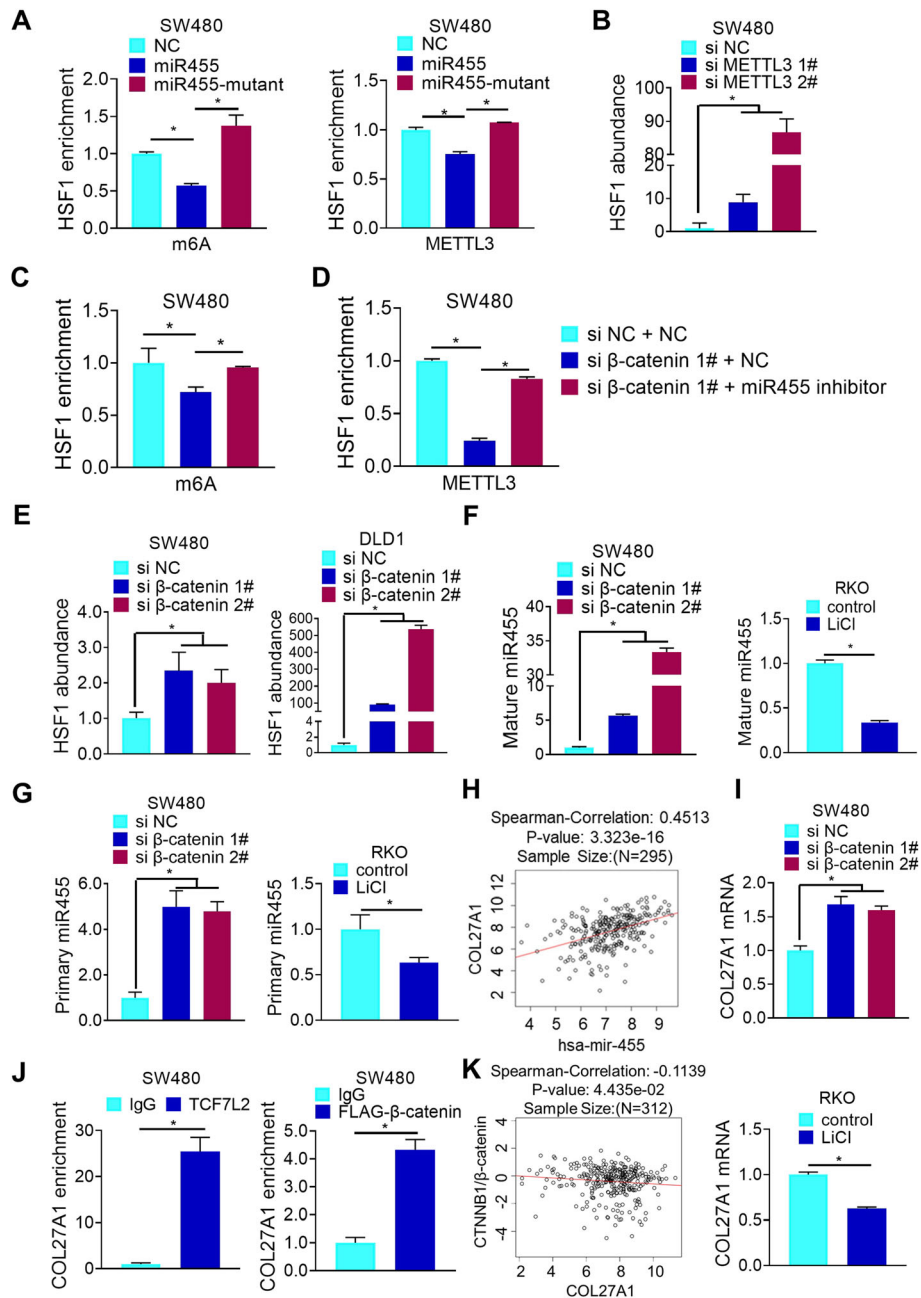 A
SW480
NC
miR455
miR455-mutant
HSF1 enrichment
2.0
1.5
1.0
0.5
0.0
*
*
m6A
SW480
NC
miR455
miR455-mutant
HSF1 enrichment
1.5
1.0
0.5
0.0
*
*
METTL3
B
SW480
si NC
si METTL3 1#
si METTL3 2#
HSF1 abundance
100
90
80
20
10
0
*
C
SW480
HSF1 enrichment
1.5
1.0
0.5
0.0
*
*
m6A
D
SW480
HSF1 enrichment
1.5
1.0
0.5
0.0
*
*
METTL3
si NC + NC
si β-catenin 1# + NC
si β-catenin 1# + miR455 inhibitor
E
SW480
si NC
si β-catenin 1#
si β-catenin 2#
HSF1 abundance
4.0
3.0
2.0
1.0
0.0
*
DLD1
si NC
si β-catenin 1#
si β-catenin 2#
HSF1 abundance
600
500
400
300
200
100
4
2
0
*
F
SW480
si NC
si β-catenin 1#
si β-catenin 2#
Mature miR455
45
35
25
10
5
0
*
RKO
control
LiCl
Mature miR455
1.5
1.0
0.5
0.0
*
G
SW480
si NC
si β-catenin 1#
si β-catenin 2#
Primary miR455
6.0
4.0
2.0
0.0
*
RKO
control
LiCl
Primary miR455
1.5
1.0
0.5
0.0
*
H
Spearman-Correlation: 0.4513
P-value: 3.323e-16
Sample Size:(N=295)
COL27A1
12
10
8
6
4
2
4 5 6 7 8 9
hsa-mir-455
I
SW480
si NC
si β-catenin 1#
si β-catenin 2#
COL27A1 mRNA
2.0
1.5
1.0
0.5
0.0
*
J
SW480
IgG TCF7L2
COL27A1 enrichment
30
20
10
0
*
SW480
IgG
FLAG-β-catenin
COL27A1 enrichment
5.0
4.0
3.0
2.0
1.0
0.0
*
K
Spearman-Correlation: -0.1139
P-value: 4.435e-02
Sample Size:(N=312)
CTNNB1/β-catenin
4
2
0
-2
-4
2 4 6 8 10
COL27A1
RKO
control
LiCl
COL27A1 mRNA
1.5
1.0
0.5
0.0
*